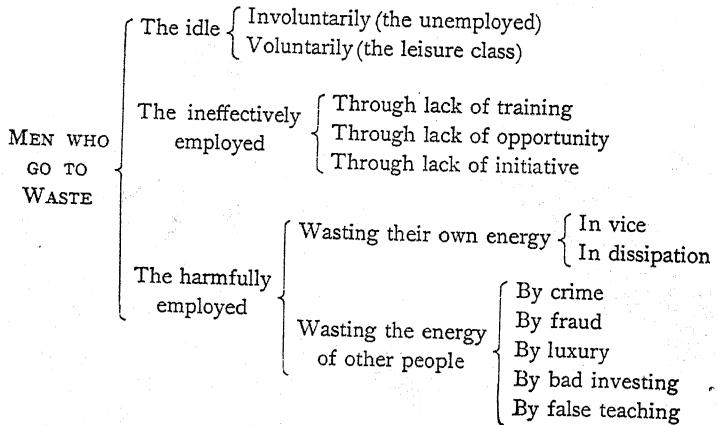 MEN WHO
GO TO
WASTE
The idle
Involuntarily (the unemployed)
Voluntarily (the leisure class)
The ineffectively
employed
Through lack of training
Through lack of opportunity
Through lack of initiative
The harmfully
employed
Wasting their own energy
In vice
In dissipation
Wasting the energy
of other people
By crime
By fraud
By luxury
By bad investing
By false teaching